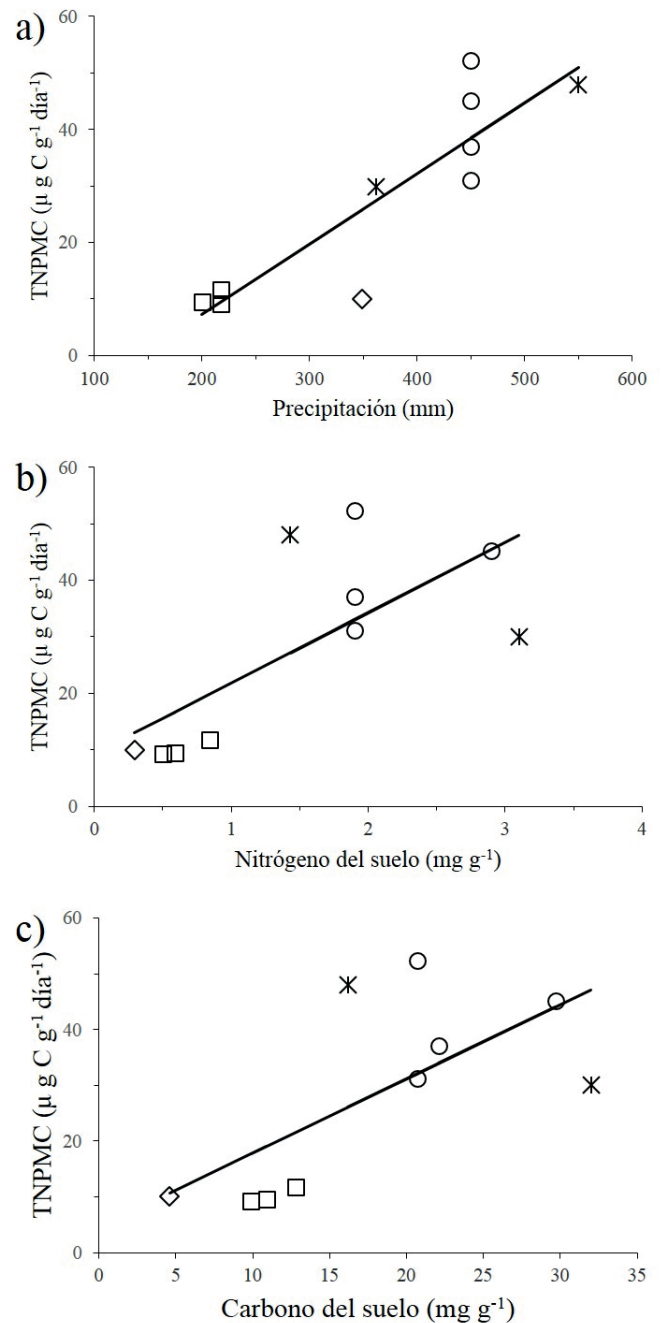 a)
60
40
20
0
TNPMC (µ g C g⁻¹ día⁻¹)
100 200 300 400 500 600
Precipitación (mm)
b)
60
40
20
0
TNPMC (µ g C g⁻¹ día⁻¹)
0 1 2 3 4
Nitrógeno del suelo (mg g⁻¹)
c)
60
40
20
0
TNPMC (µ g C g⁻¹ día⁻¹)
0 5 10 15 20 25 30 35
Carbono del suelo (mg g⁻¹)